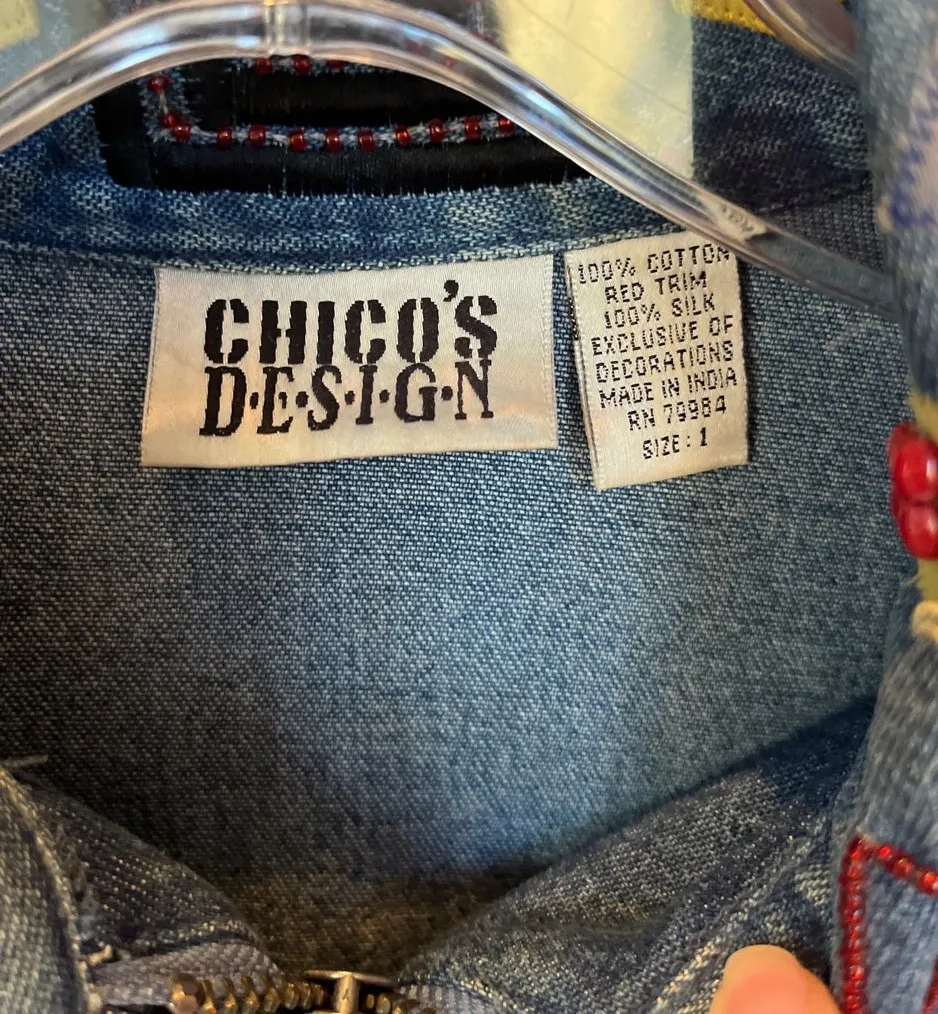 CHICO'S
D·E·S·I·G·N
100% COTTON
RED TRIM
100% SILK
EXCLUSIVE OF
DECORATIONS
MADE IN INDIA
RN 79984
SIZE: 1